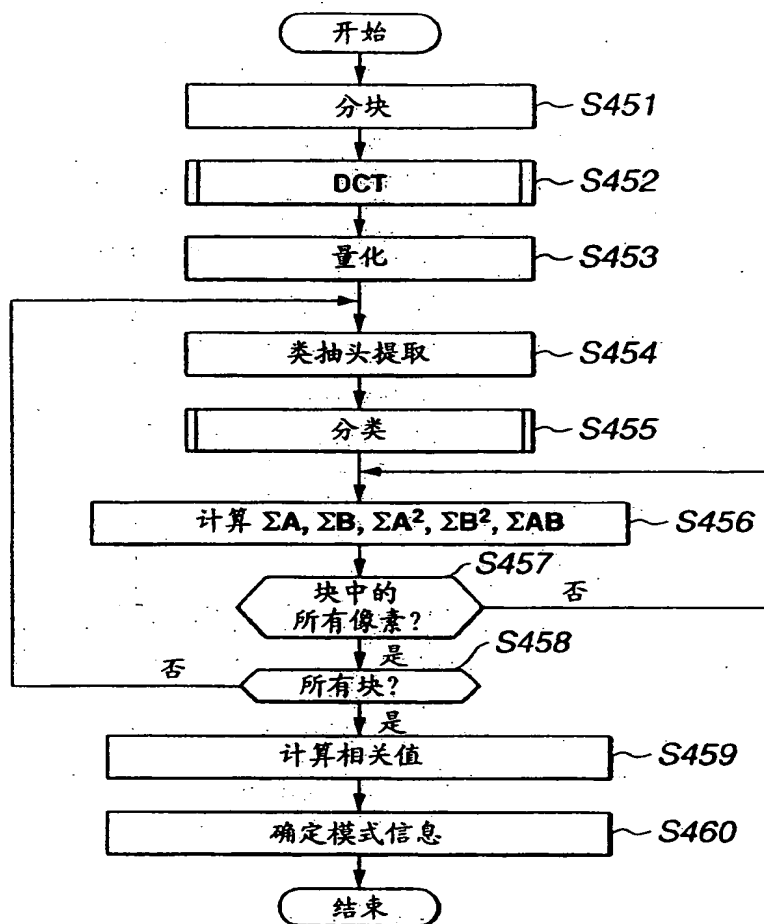 开始
分块
S451
DCT
S452
量化
S453
类抽头提取
S454
分类
S455
计算 ΣA, ΣB, ΣA², ΣB², ΣAB
S456
S457
块中的
所有像素?
否
是
S458
否
所有块?
是
计算相关值
S459
确定模式信息
S460
结束